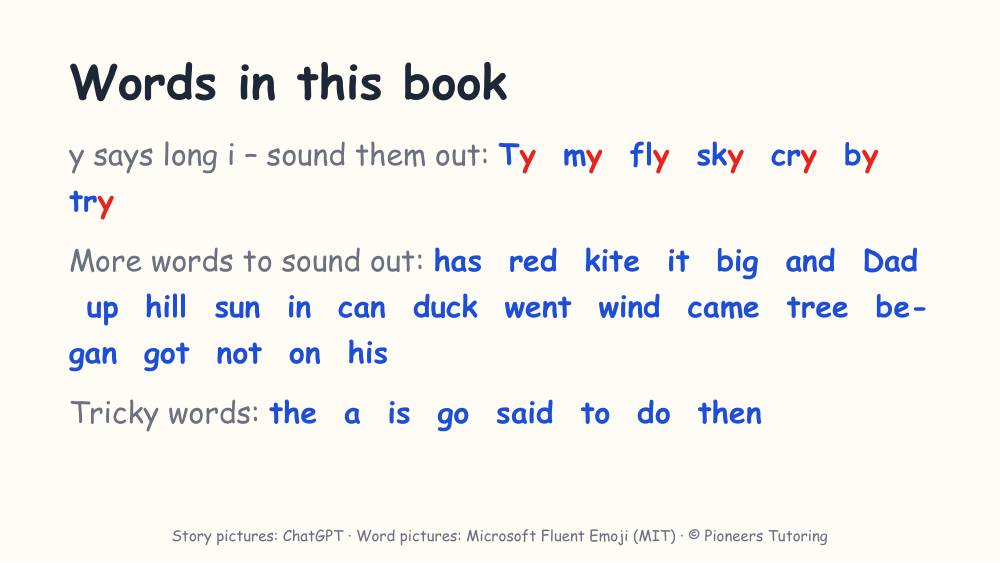 Words in this book
y says long i – sound them out: Ty my fly sky cry by
try
More words to sound out: has red kite it big and Dad
up hill sun in can duck went wind came tree be-
gan got not on his
Tricky words: the a is go said to do then
Story pictures: ChatGPT · Word pictures: Microsoft Fluent Emoji (MIT) · © Pioneers Tutoring